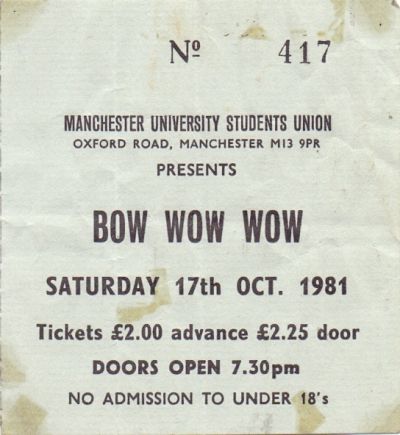 Nº 417
MANCHESTER UNIVERSITY STUDENTS UNION
OXFORD ROAD, MANCHESTER M13 9PR
PRESENTS
BOW WOW WOW
SATURDAY 17th OCT. 1981
Tickets £2.00 advance £2.25 door
DOORS OPEN 7.30pm
NO ADMISSION TO UNDER 18's